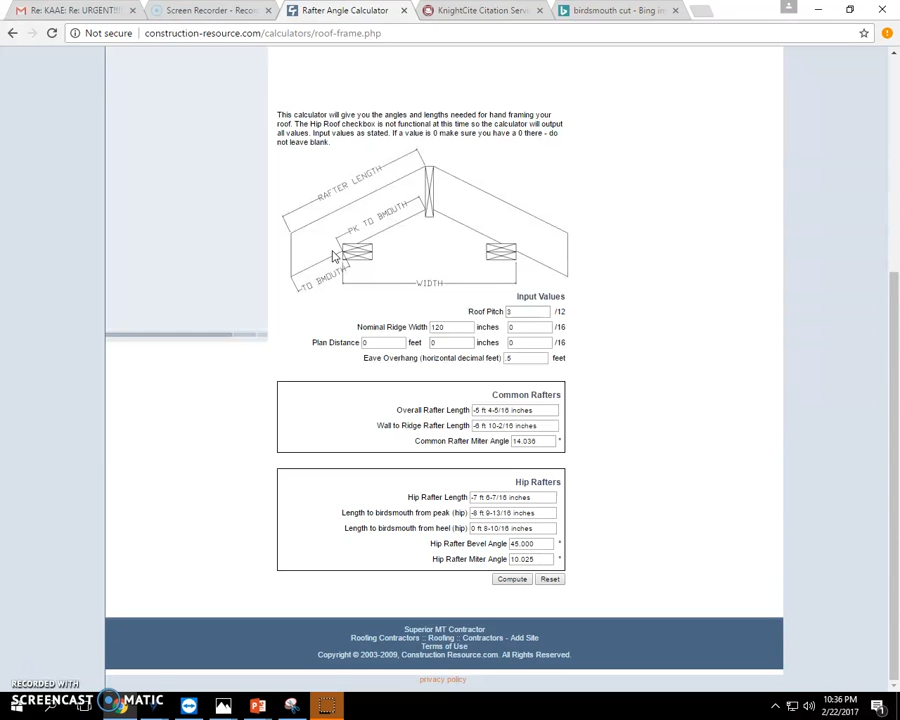 Re: KAAE: Re: URGENT!!!
Screen Recorder - Reco
Rafter Angle Calculator
KnightCite Citation Serv
birdsmouth cut - Bing i
Not secure | construction-resource.com/calculators/roof-frame.php
This calculator will give you the angles and lengths needed for hand framing your
roof. The Hip Roof checkbox is not functional at this time so the calculator will output
all values. Input values as stated. If a value is 0 make sure you have a 0 there - do
not leave blank.
RAFTER LENGTH
PK TO BMOUTH
TO BMOUTH
WIDTH
Input Values
Roof Pitch 3 /12
Nominal Ridge Width 120 inches 0 /16
Plan Distance 0 feet 0 inches 0 /16
Eave Overhang (horizontal decimal feet) .5 feet
Common Rafters
Overall Rafter Length -5 ft 4-5/16 inches
Wall to Ridge Rafter Length -6 ft 10-2/16 inches
Common Rafter Miter Angle 14.036 °
Hip Rafters
Hip Rafter Length -7 ft 6-7/16 inches
Length to birdsmouth from peak (hip) -8 ft 9-13/16 inches
Length to birdsmouth from heel (hip) 0 ft 8-10/16 inches
Hip Rafter Bevel Angle 45.000 °
Hip Rafter Miter Angle 10.025 °
Compute Reset
Superior MT Contractor
Roofing Contractors :: Roofing :: Contractors - Add Site
Terms of Use
Copyright © 2003-2009, Construction Resource.com. All Rights Reserved.
privacy policy
RECORDED WITH
SCREENCAST MATIC
10:36 PM
2/22/2017
1